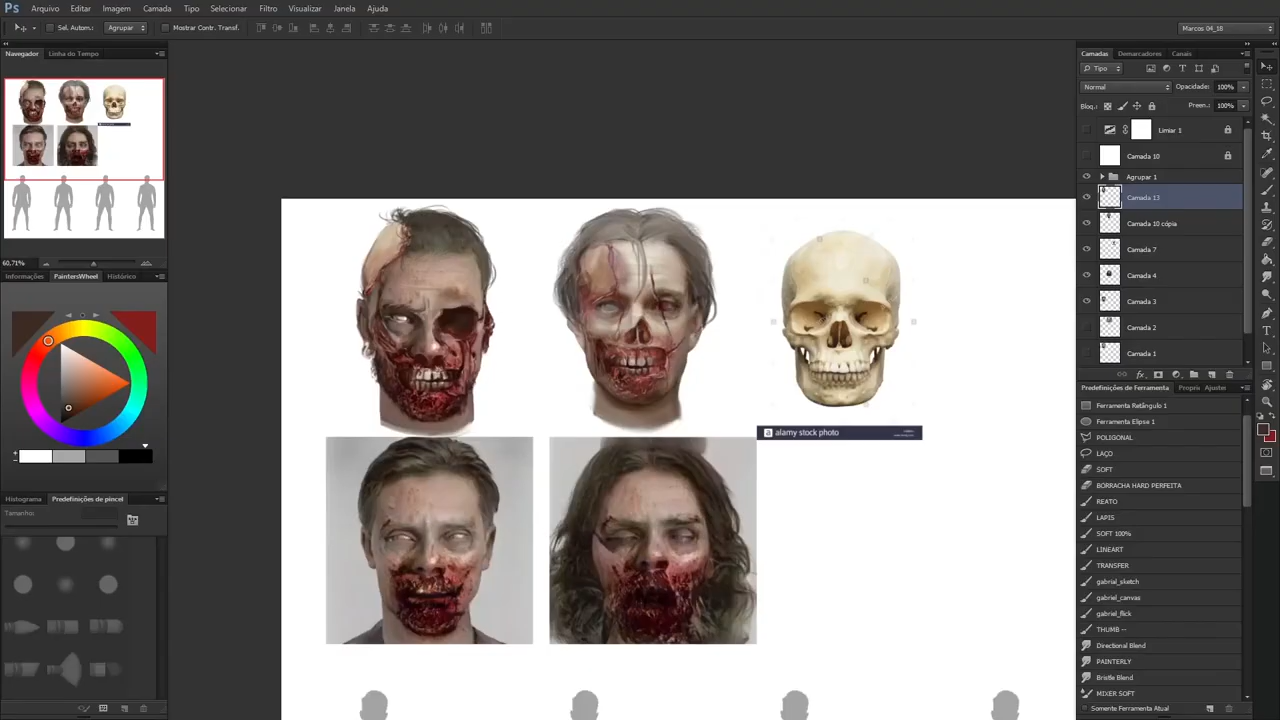 Ps Arquivo Editar Imagem Camada Tipo Selecionar Filtro Visualizar Janela Ajuda
Sel. Autom.: Agrupar Mostrar Contr. Transf. Marcos 04_18
Navegador Linha do Tempo
60,71%
Informações PaintersWheel Histórico
Histograma Predefinições de pincel
Tamanho:
a alamy stock photo
Camadas Demarcadores Canais
Tipo
Normal Opacidade: 100%
Bloq.: Preen.: 100%
Limiar 1
Camada 10
Agrupar 1
Camada 13
Camada 10 cópia
Camada 7
Camada 4
Camada 3
Camada 2
Camada 1
fx
Predefinições de Ferramenta Propri Ajustes
Ferramenta Retângulo 1
Ferramenta Elipse 1
POLIGONAL
LAÇO
SOFT
BORRACHA HARD PERFEITA
REATO
LAPIS
SOFT 100%
LINEART
TRANSFER
gabrial_sketch
gabriel_canvas
gabriel_flick
THUMB --
Directional Blend
PAINTERLY
Bristle Blend
MIXER SOFT
Somente Ferramenta Atual